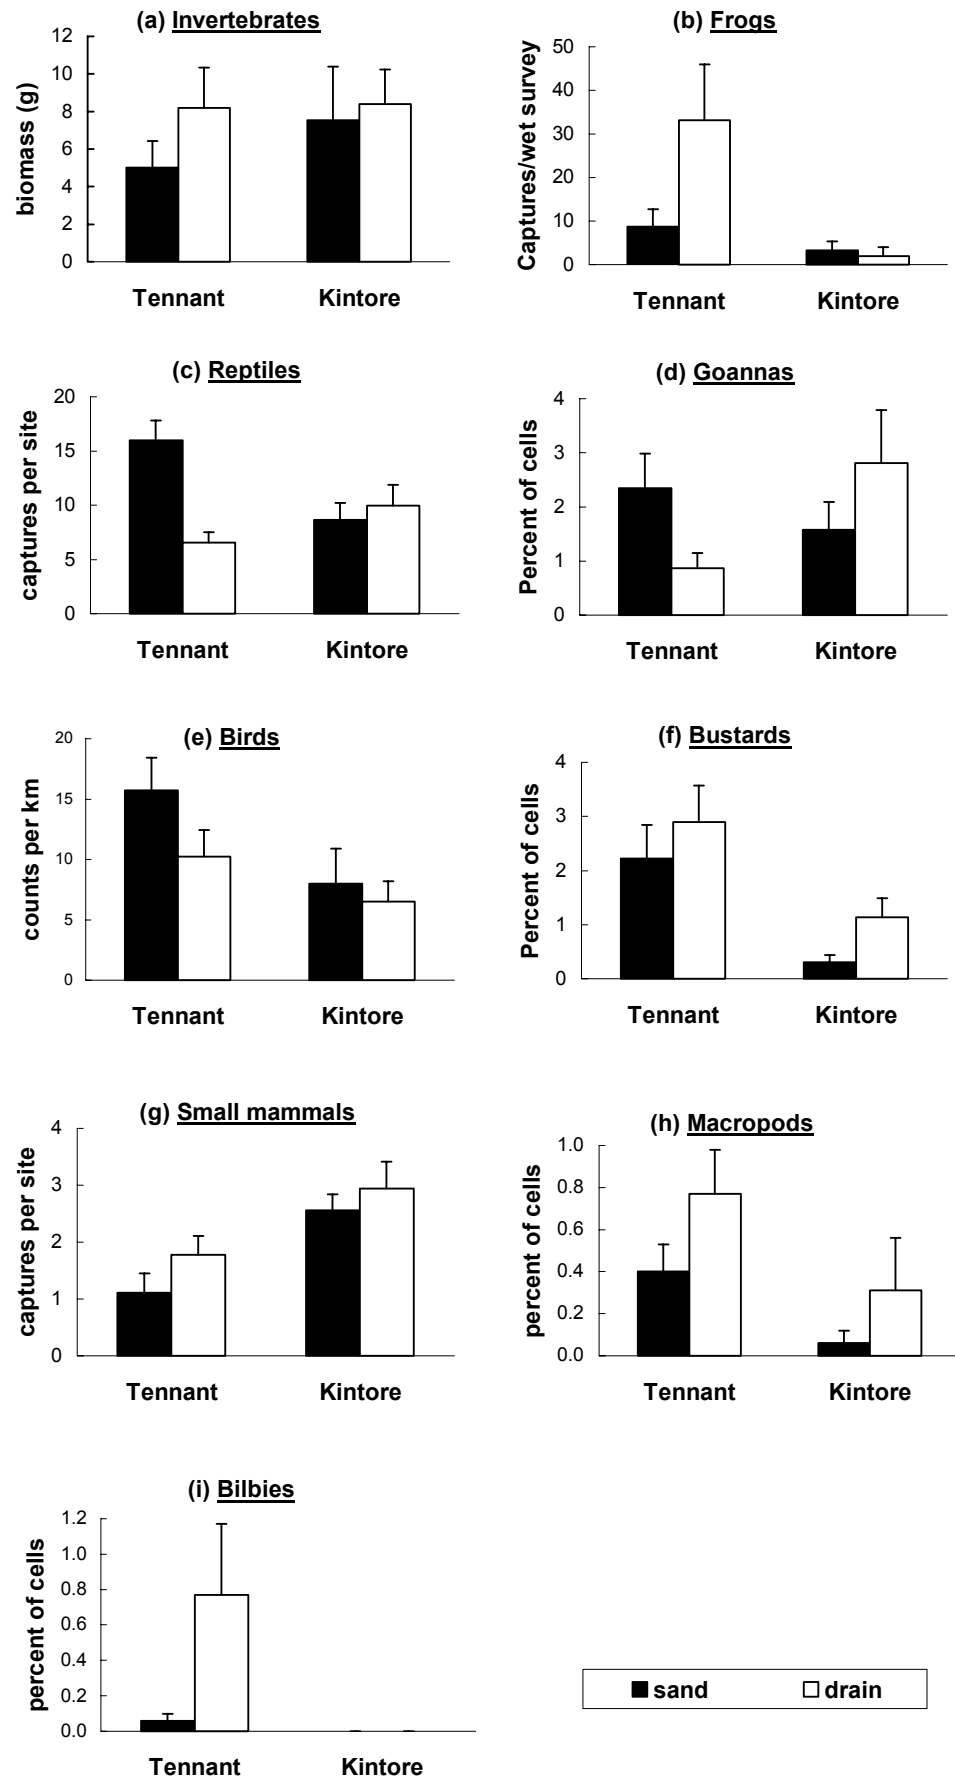 (a) Invertebrates
biomass (g)
12
10
8
6
4
2
0
Tennant Kintore
(b) Frogs
Captures/wet survey
50
40
30
20
10
0
Tennant Kintore
(c) Reptiles
captures per site
20
15
10
5
0
Tennant Kintore
(d) Goannas
Percent of cells
4
3
2
1
0
Tennant Kintore
(e) Birds
counts per km
20
15
10
5
0
Tennant Kintore
(f) Bustards
Percent of cells
4
3
2
1
0
Tennant Kintore
(g) Small mammals
captures per site
4
3
2
1
0
Tennant Kintore
(h) Macropods
percent of cells
1.0
0.8
0.6
0.4
0.2
0.0
Tennant Kintore
(i) Bilbies
percent of cells
1.2
1.0
0.8
0.6
0.4
0.2
0.0
Tennant Kintore
sand drain